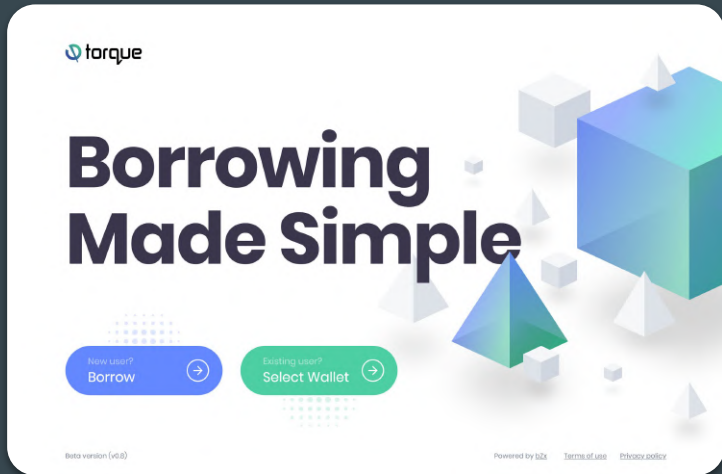 torque
Borrowing
Made Simple
New user?
Borrow
Existing user?
Select Wallet
Beta version (v0.8)
Powered by bZx Terms of use Privacy policy